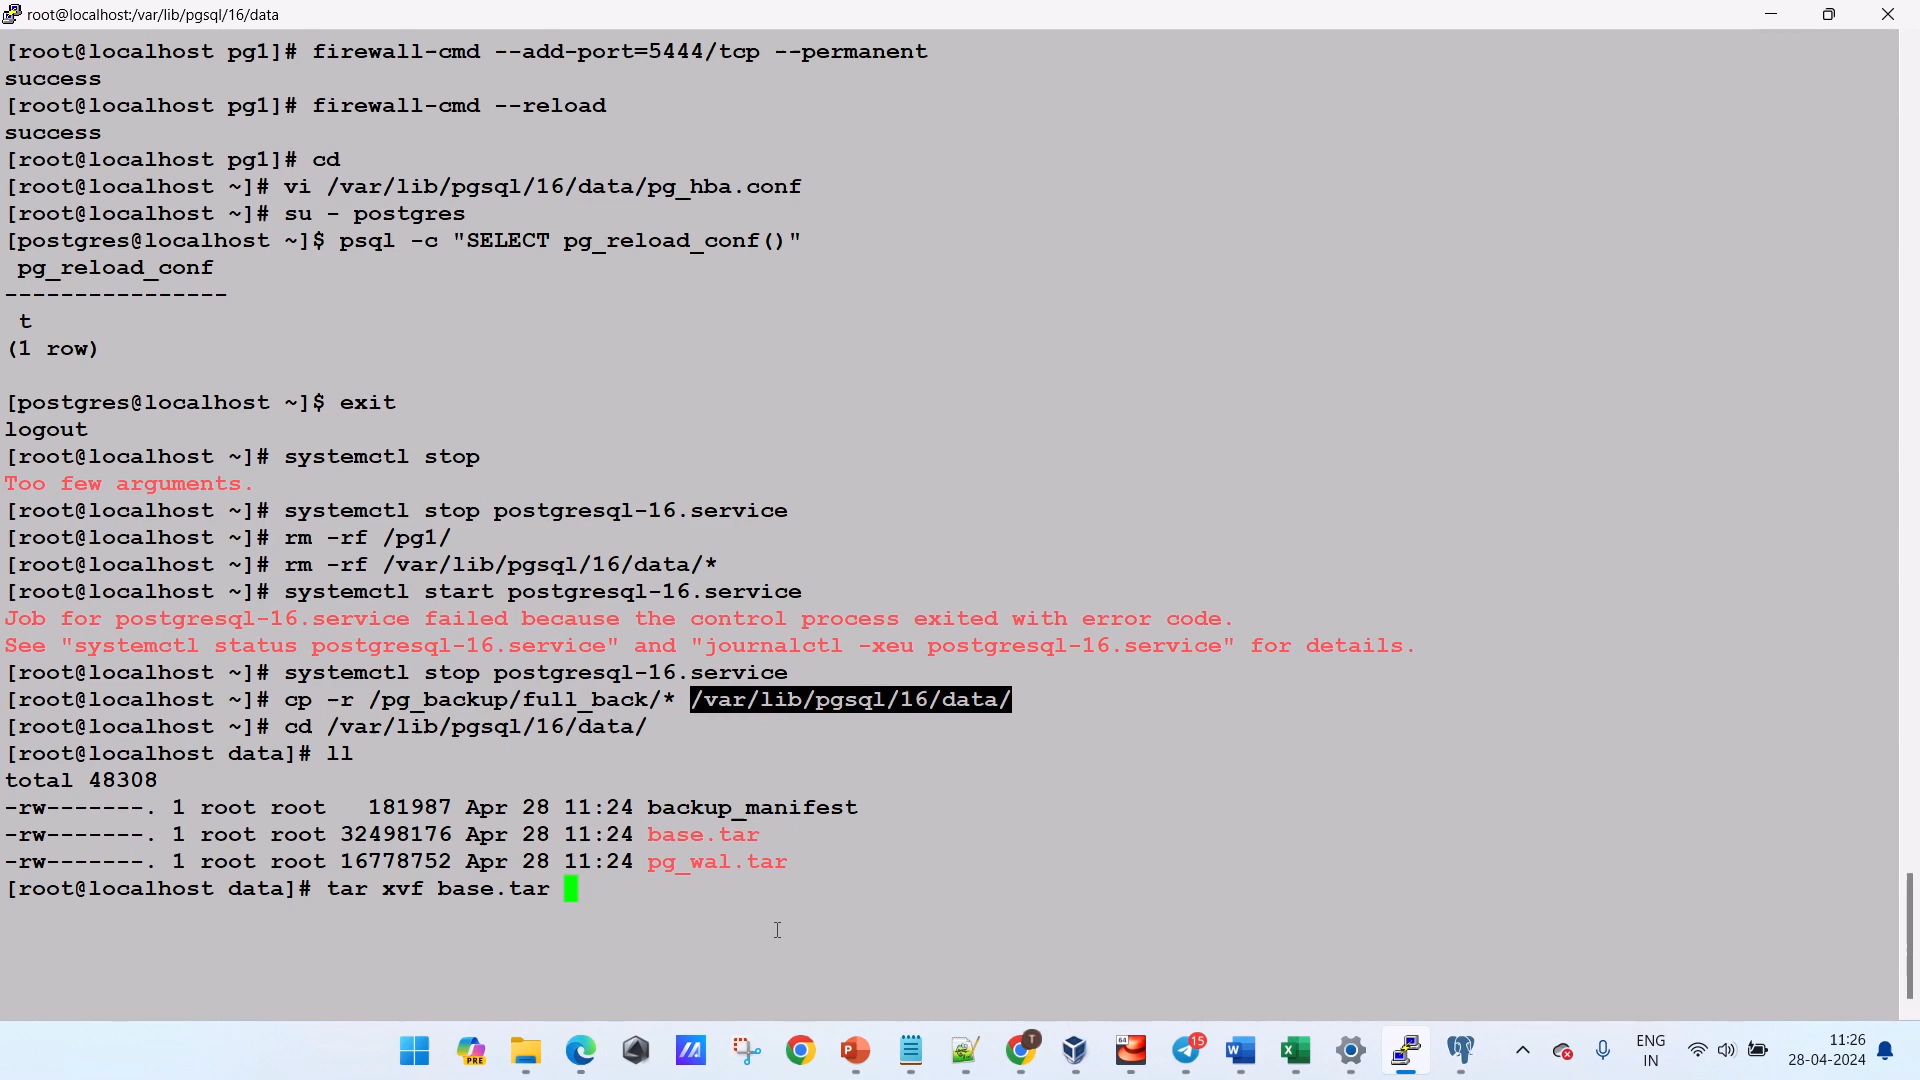 root@localhost:/var/lib/pgsql/16/data
[root@localhost pg1]# firewall-cmd --add-port=5444/tcp --permanent
success
[root@localhost pg1]# firewall-cmd --reload
success
[root@localhost pg1]# cd
[root@localhost ~]# vi /var/lib/pgsql/16/data/pg_hba.conf
[root@localhost ~]# su - postgres
[postgres@localhost ~]$ psql -c "SELECT pg_reload_conf()"
pg_reload_conf
----------------
t
(1 row)
[postgres@localhost ~]$ exit
logout
[root@localhost ~]# systemctl stop
Too few arguments.
[root@localhost ~]# systemctl stop postgresql-16.service
[root@localhost ~]# rm -rf /pg1/
[root@localhost ~]# rm -rf /var/lib/pgsql/16/data/*
[root@localhost ~]# systemctl start postgresql-16.service
Job for postgresql-16.service failed because the control process exited with error code.
See "systemctl status postgresql-16.service" and "journalctl -xeu postgresql-16.service" for details.
[root@localhost ~]# systemctl stop postgresql-16.service
[root@localhost ~]# cp -r /pg_backup/full_back/* /var/lib/pgsql/16/data/
[root@localhost ~]# cd /var/lib/pgsql/16/data/
[root@localhost data]# ll
total 48308
-rw-------. 1 root root   181987 Apr 28 11:24 backup_manifest
-rw-------. 1 root root 32498176 Apr 28 11:24 base.tar
-rw-------. 1 root root 16778752 Apr 28 11:24 pg_wal.tar
[root@localhost data]# tar xvf base.tar
PRE
T
64
15
ENG
IN
11:26
28-04-2024